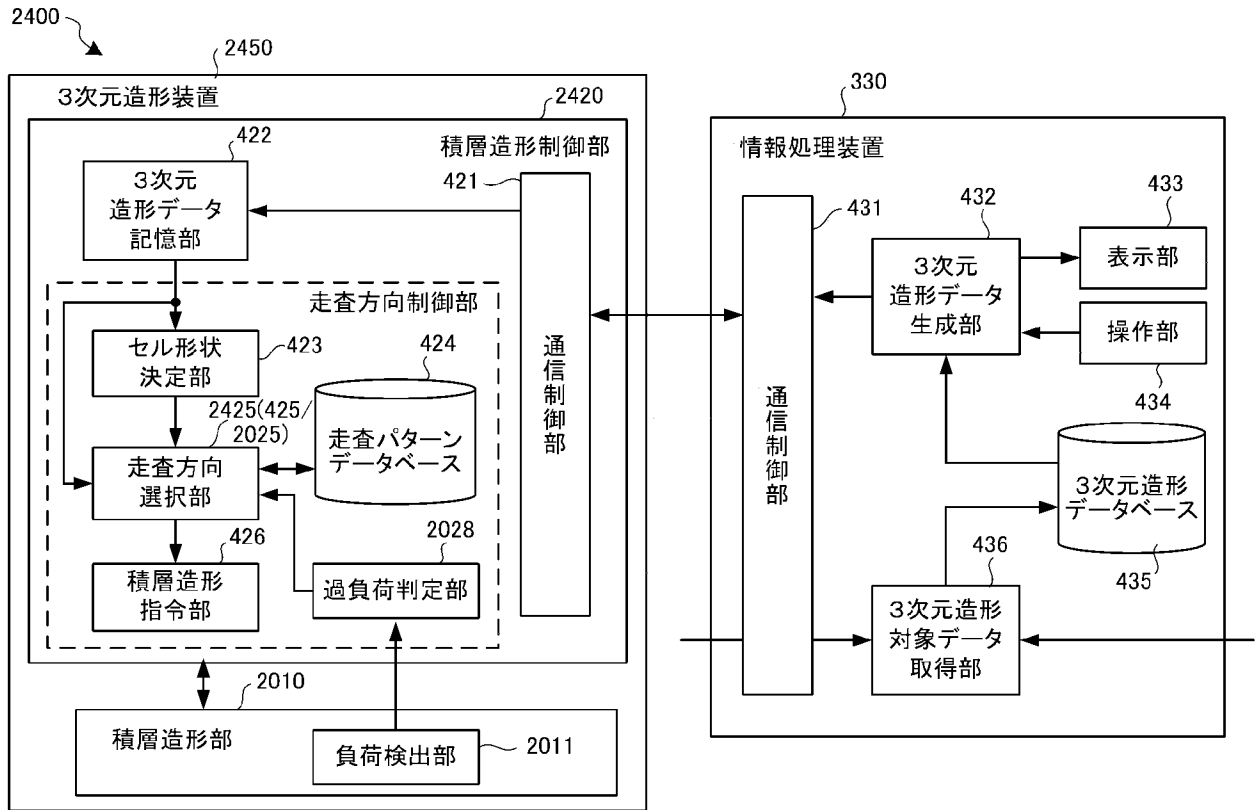 2400
2450
3次元造形装置
2420
積層造形制御部
422
3次元
造形データ
記憶部
421
通信制御部
走査方向制御部
セル形状
決定部
423
424
走査パターン
データベース
2425(425/
2025)
走査方向
選択部
426
積層造形
指令部
2028
過負荷判定部
2010
積層造形部
負荷検出部
2011
330
情報処理装置
431
通信制御部
432
3次元
造形データ
生成部
433
表示部
操作部
434
3次元造形
データベース
435
436
3次元造形
対象データ
取得部